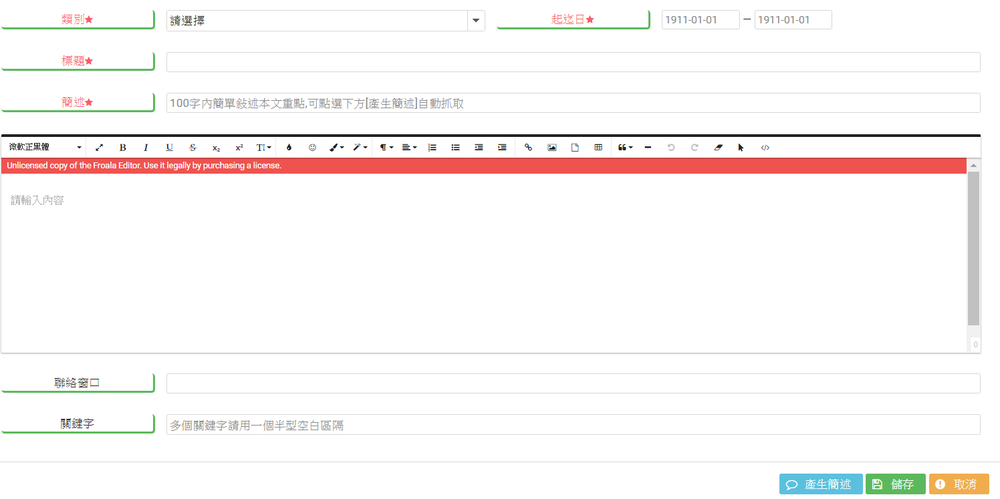 類別★ 請選擇 起迄日★ 1911-01-01 — 1911-01-01
標題★
簡述★ 100字內簡單敍述本文重點,可點選下方[產生簡述]自動抓取
微軟正黑體 B I U S x₂ x² TI
Unlicensed copy of the Froala Editor. Use it legally by purchasing a license.
請輸入內容
0
聯絡窗口
關鍵字 多個關鍵字請用一個半型空白區隔
產生簡述 儲存 取消